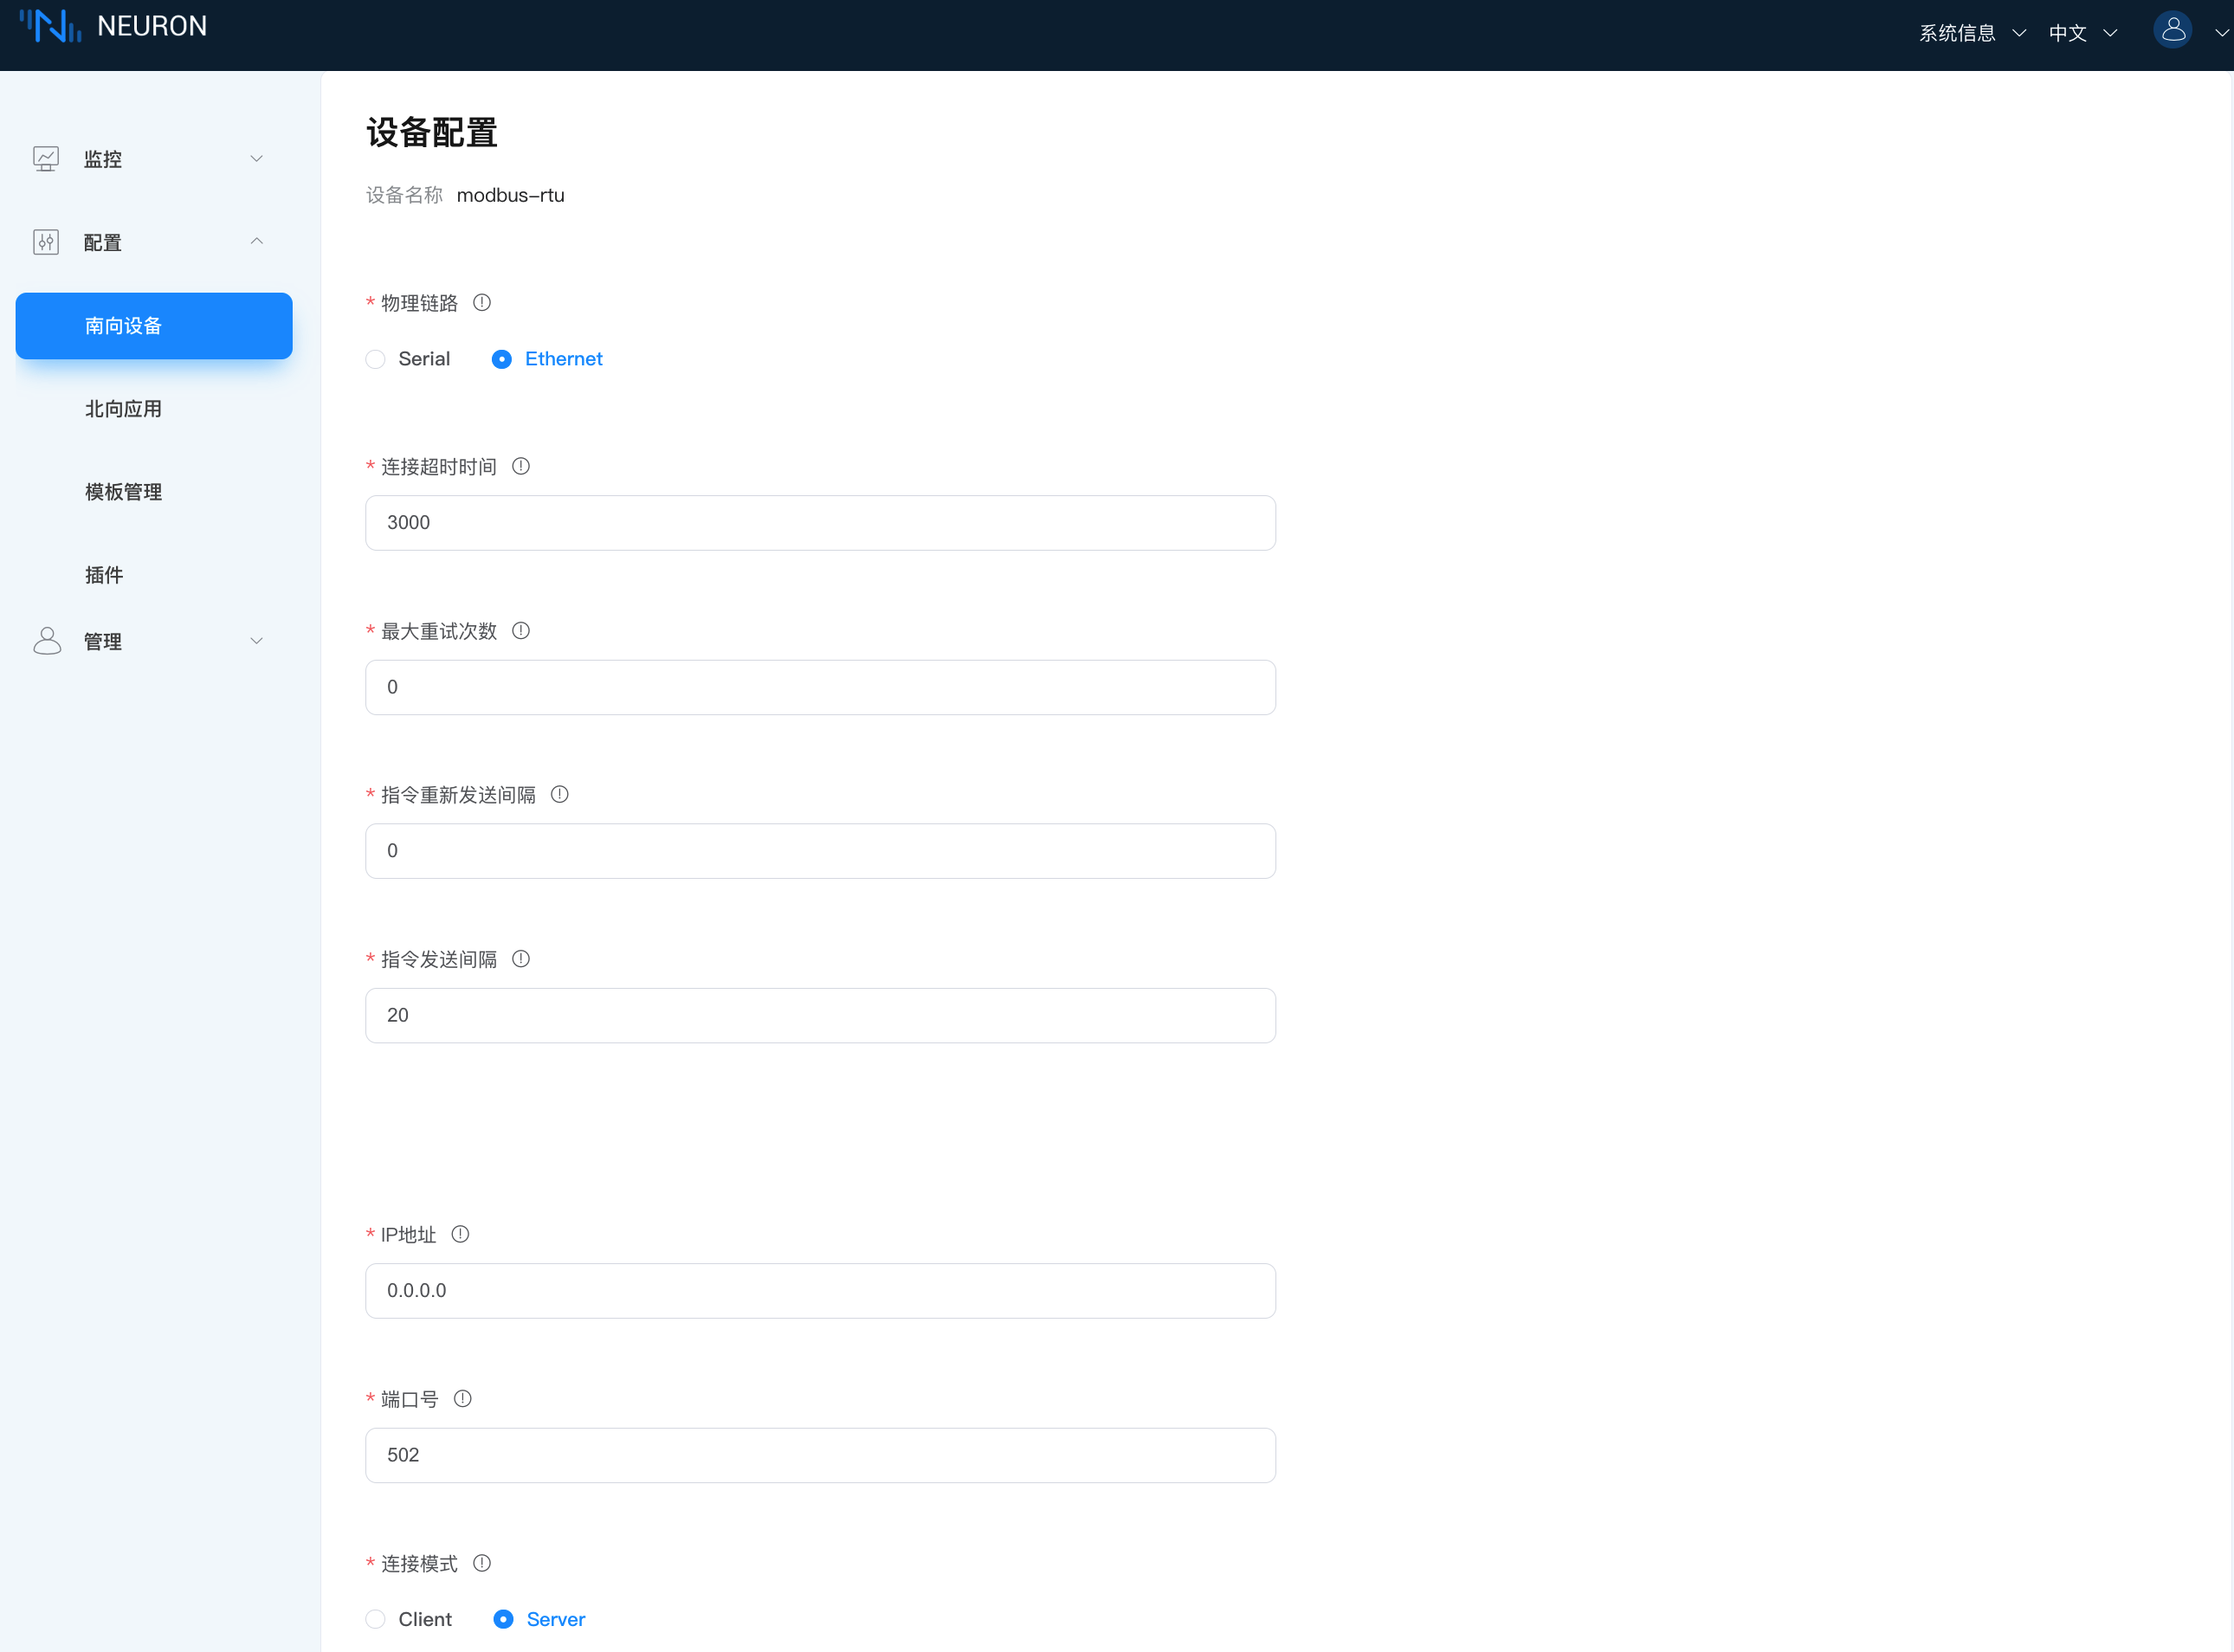 NEURON
系统信息
中文
监控
配置
南向设备
北向应用
模板管理
插件
管理
设备配置
设备名称 modbus-rtu
* 物理链路
Serial Ethernet
* 连接超时时间
3000
* 最大重试次数
0
* 指令重新发送间隔
0
* 指令发送间隔
20
* IP地址
0.0.0.0
* 端口号
502
* 连接模式
Client Server